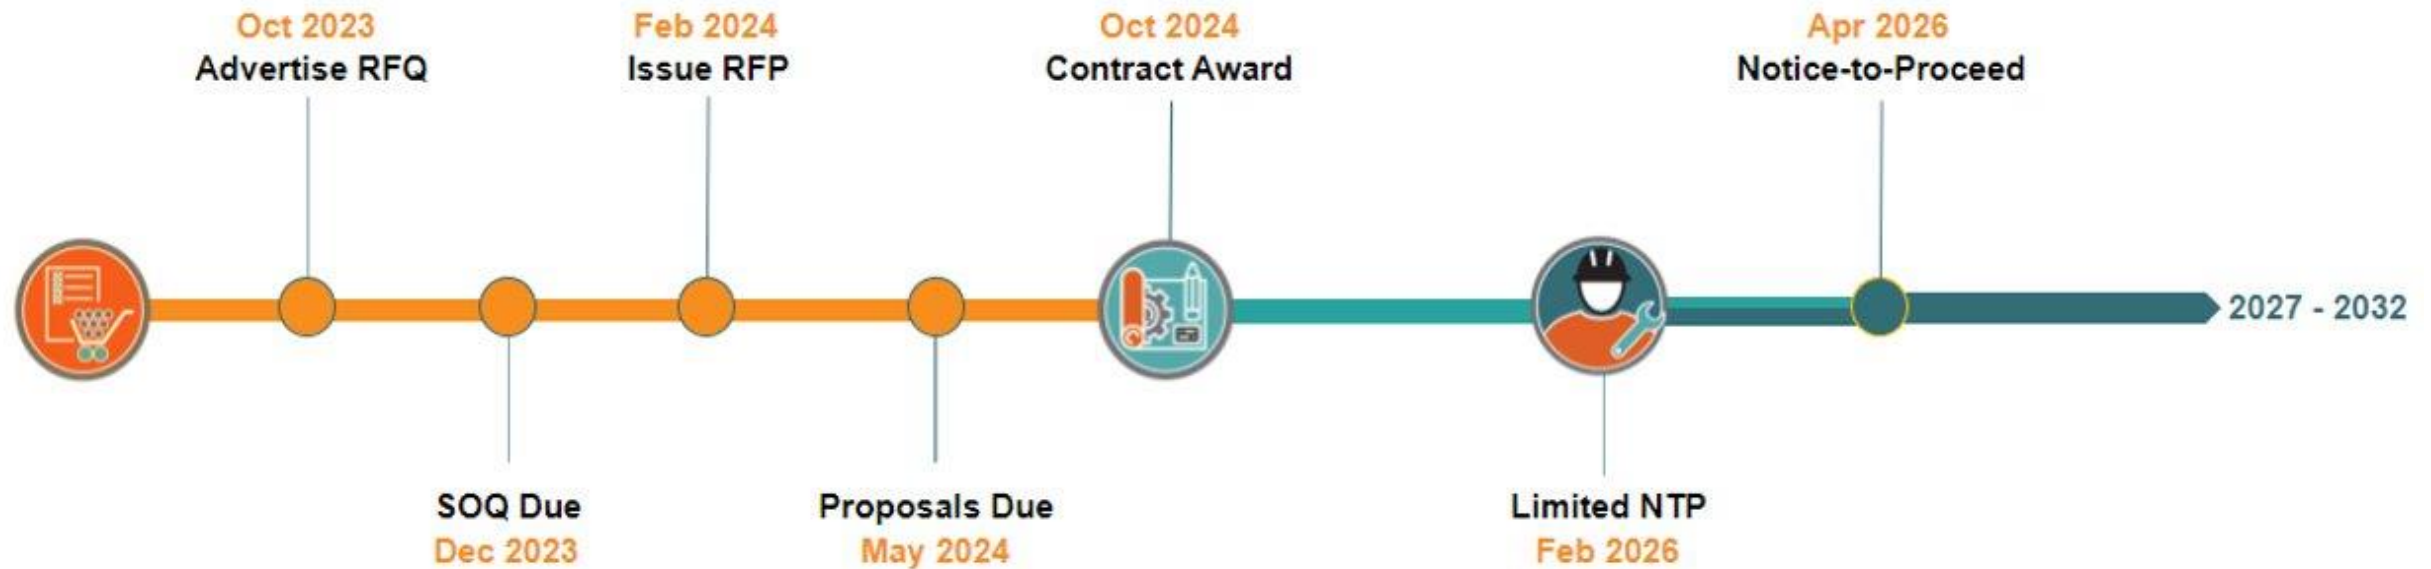 Oct 2023
Advertise RFQ
Feb 2024
Issue RFP
Oct 2024
Contract Award
Apr 2026
Notice-to-Proceed
2027 - 2032
SOQ Due
Dec 2023
Proposals Due
May 2024
Limited NTP
Feb 2026